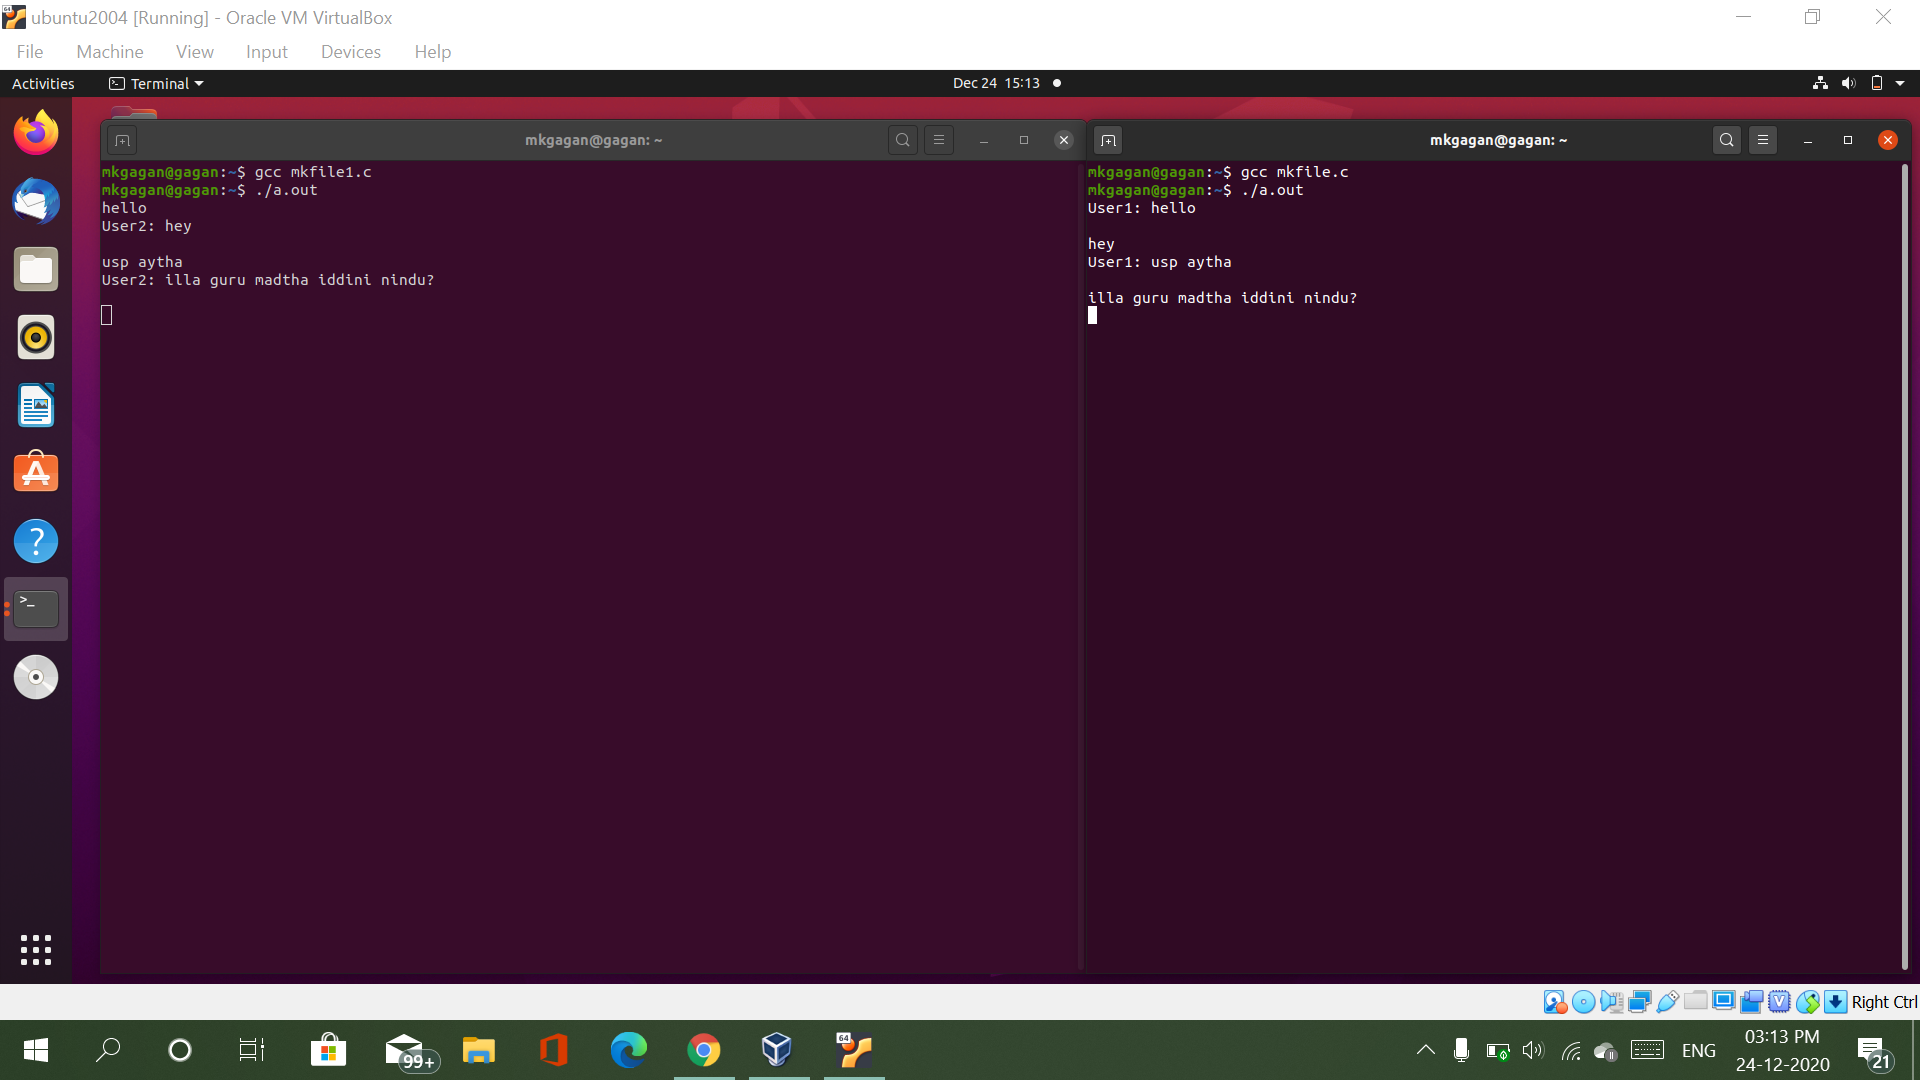 ubuntu2004 [Running] - Oracle VM VirtualBox
File Machine View Input Devices Help
Activities Terminal Dec 24 15:13
mkgagan@gagan: ~
mkgagan@gagan:~$ gcc mkfile1.c
mkgagan@gagan:~$ ./a.out
hello
User2: hey
usp aytha
User2: illa guru madtha iddini nindu?
mkgagan@gagan: ~
mkgagan@gagan:~$ gcc mkfile.c
mkgagan@gagan:~$ ./a.out
User1: hello
hey
User1: usp aytha
illa guru madtha iddini nindu?
>_
Right Ctrl
99+
64
ENG
03:13 PM
24-12-2020
21